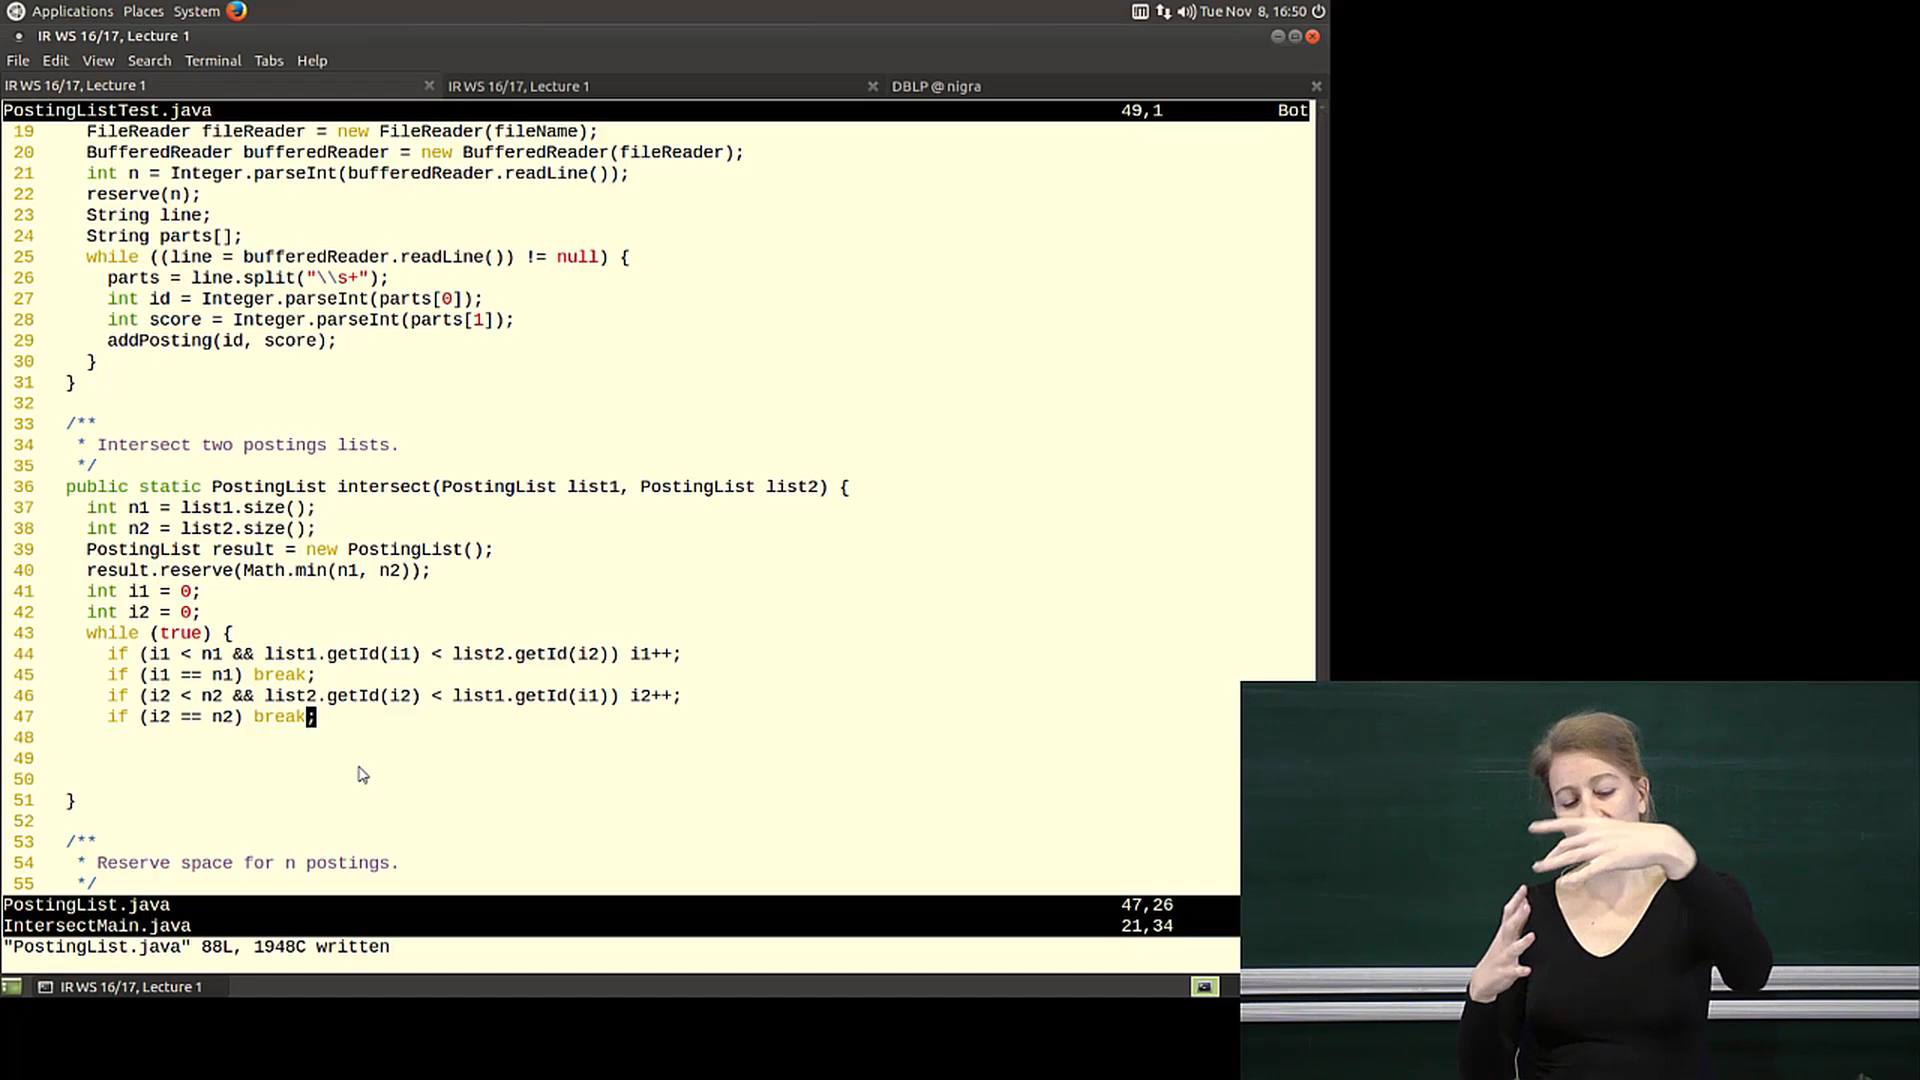 Applications Places System
Tue Nov 8, 16:50
IR WS 16/17, Lecture 1
File Edit View Search Terminal Tabs Help
IR WS 16/17, Lecture 1
IR WS 16/17, Lecture 1
DBLP @ nigra
PostingListTest.java 49,1 Bot
19 FileReader fileReader = new FileReader(fileName);
20 BufferedReader bufferedReader = new BufferedReader(fileReader);
21 int n = Integer.parseInt(bufferedReader.readLine());
22 reserve(n);
23 String line;
24 String parts[];
25 while ((line = bufferedReader.readLine()) != null) {
26 parts = line.split("\\s+");
27 int id = Integer.parseInt(parts[0]);
28 int score = Integer.parseInt(parts[1]);
29 addPosting(id, score);
30 }
31 }
32
33 /**
34 * Intersect two postings lists.
35 */
36 public static PostingList intersect(PostingList list1, PostingList list2) {
37 int n1 = list1.size();
38 int n2 = list2.size();
39 PostingList result = new PostingList();
40 result.reserve(Math.min(n1, n2));
41 int i1 = 0;
42 int i2 = 0;
43 while (true) {
44 if (i1 < n1 && list1.getId(i1) < list2.getId(i2)) i1++;
45 if (i1 == n1) break;
46 if (i2 < n2 && list2.getId(i2) < list1.getId(i1)) i2++;
47 if (i2 == n2) break;
48
49
50
51 }
52
53 /**
54 * Reserve space for n postings.
55 */
PostingList.java 47,26
IntersectMain.java 21,34
"PostingList.java" 88L, 1948C written
IR WS 16/17, Lecture 1